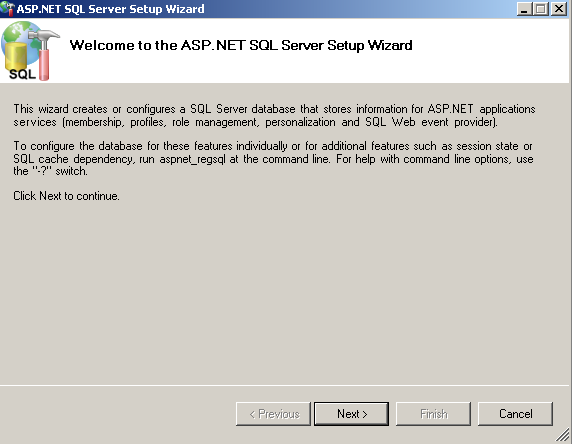 ASP.NET SQL Server Setup Wizard
SQL
Welcome to the ASP.NET SQL Server Setup Wizard
This wizard creates or configures a SQL Server database that stores information for ASP.NET applications
services (membership, profiles, role management, personalization and SQL Web event provider).
To configure the database for these features individually or for additional features such as session state or
SQL cache dependency, run aspnet_regsql at the command line. For help with command line options, use
the "-?" switch.
Click Next to continue.
< Previous Next > Finish Cancel